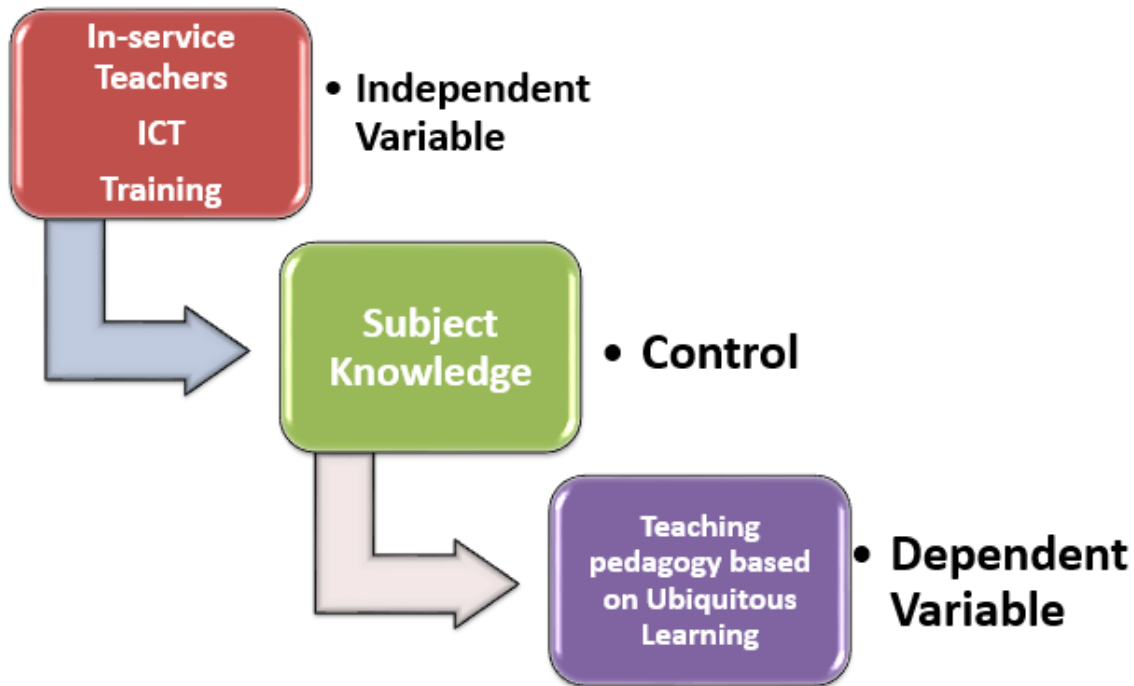 In-service
Teachers
ICT
Training
• Independent
Variable
Subject
Knowledge
• Control
Teaching
pedagogy based
on Ubiquitous
Learning
• Dependent
Variable